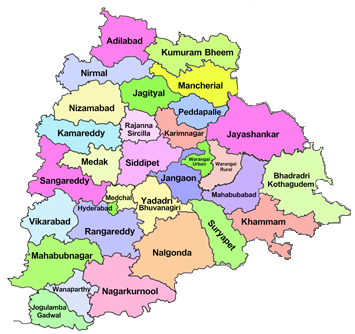 Adilabad
Kumuram Bheem
Nirmal
Mancherial
Jagityal
Nizamabad
Peddapalle
Kamareddy
Rajanna
Sircilla
Karimnagar
Jayashankar
Medak
Siddipet
Warangal
Urban
Warangal
Rural
Sangareddy
Jangaon
Bhadradri
Kothagudem
Mahabubabad
Medchal
Yadadri
Bhuvanagiri
Hyderabad
Vikarabad
Rangareddy
Suryapet
Khammam
Mahabubnagar
Nalgonda
Wanaparthy
Nagarkurnool
Jogulamba
Gadwal